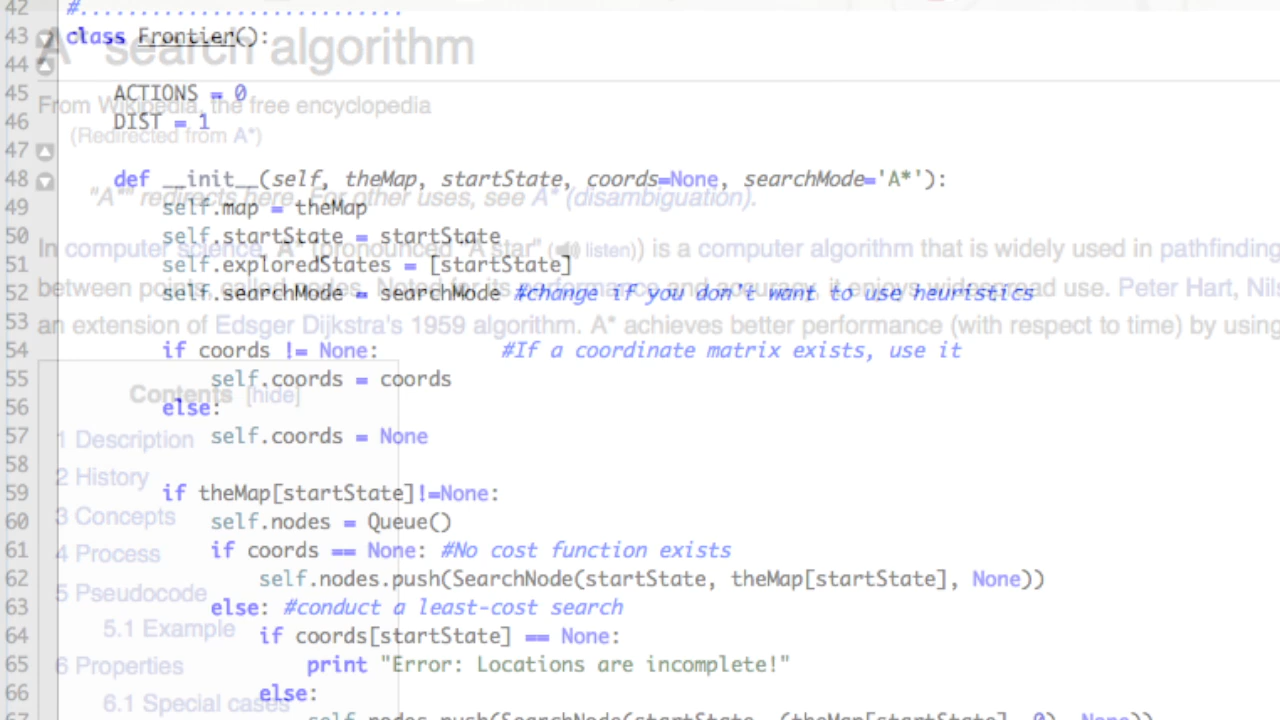 42 #
43 class Frontier():
44
45 ACTIONS = 0
46 DIST = 1
47
48 def __init__(self, theMap, startState, coords=None, searchMode='A*'):
49 self.map = theMap
50 self.startState = startState
51 self.exploredStates = [startState]
52 self.searchMode = searchMode #change if you don't want to use heuristics
53
54 if coords != None: #If a coordinate matrix exists, use it
55 self.coords = coords
56 else:
57 self.coords = None
58
59 if theMap[startState]!=None:
60 self.nodes = Queue()
61 if coords == None: #No cost function exists
62 self.nodes.push(SearchNode(startState, theMap[startState], None))
63 else: #conduct a least-cost search
64 if coords[startState] == None:
65 print "Error: Locations are incomplete!"
66 else:
67 self.nodes.push(SearchNode(startState, (theMap[startState], 0), None))
A* search algorithm
From Wikipedia, the free encyclopedia
(Redirected from A*)
"A*" redirects here. For other uses, see A* (disambiguation).
In computer science, A* (pronounced "A star" ( listen)) is a computer algorithm that is widely used in pathfinding
between points, called nodes. Noted for its performance and accuracy, it enjoys widespread use. Peter Hart, Nils
an extension of Edsger Dijkstra's 1959 algorithm. A* achieves better performance (with respect to time) by using
Contents [hide]
1 Description
2 History
3 Concepts
4 Process
5 Pseudocode
5.1 Example
6 Properties
6.1 Special cases